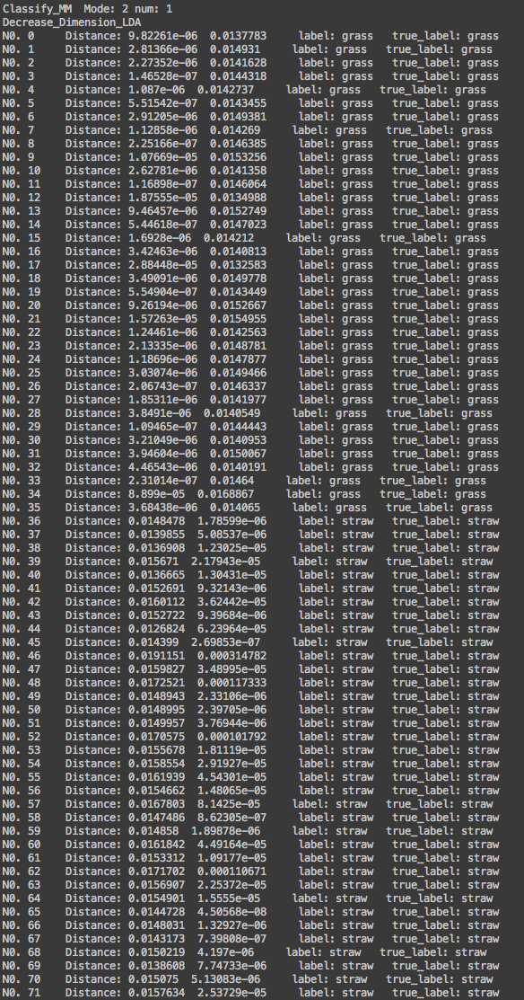 Classify_MM  Mode: 2 num: 1
Decrease_Dimension_LDA
N0. 0     Distance: 9.82261e-06  0.0137783     label: grass   true_label: grass
N0. 1     Distance: 2.81366e-06  0.014931     label: grass   true_label: grass
N0. 2     Distance: 2.27352e-06  0.0141628     label: grass   true_label: grass
N0. 3     Distance: 1.46528e-07  0.0144318     label: grass   true_label: grass
N0. 4     Distance: 1.087e-06  0.0142737     label: grass   true_label: grass
N0. 5     Distance: 5.51542e-07  0.0143455     label: grass   true_label: grass
N0. 6     Distance: 2.91205e-06  0.0149381     label: grass   true_label: grass
N0. 7     Distance: 1.12858e-06  0.014269     label: grass   true_label: grass
N0. 8     Distance: 2.25166e-07  0.0146385     label: grass   true_label: grass
N0. 9     Distance: 1.07669e-05  0.0153256     label: grass   true_label: grass
N0. 10    Distance: 2.62781e-06  0.0141358     label: grass   true_label: grass
N0. 11    Distance: 1.16898e-07  0.0146064     label: grass   true_label: grass
N0. 12    Distance: 1.87555e-05  0.0134988     label: grass   true_label: grass
N0. 13    Distance: 9.46457e-06  0.0152749     label: grass   true_label: grass
N0. 14    Distance: 5.44618e-07  0.0147023     label: grass   true_label: grass
N0. 15    Distance: 1.6928e-06  0.014212     label: grass   true_label: grass
N0. 16    Distance: 3.42463e-06  0.0140813     label: grass   true_label: grass
N0. 17    Distance: 2.88448e-05  0.0132583     label: grass   true_label: grass
N0. 18    Distance: 3.49091e-06  0.0149778     label: grass   true_label: grass
N0. 19    Distance: 5.54904e-07  0.0143449     label: grass   true_label: grass
N0. 20    Distance: 9.26194e-06  0.0152667     label: grass   true_label: grass
N0. 21    Distance: 1.57263e-05  0.0154955     label: grass   true_label: grass
N0. 22    Distance: 1.24461e-06  0.0142563     label: grass   true_label: grass
N0. 23    Distance: 2.13335e-06  0.0148781     label: grass   true_label: grass
N0. 24    Distance: 1.18696e-06  0.0147877     label: grass   true_label: grass
N0. 25    Distance: 3.03074e-06  0.0149466     label: grass   true_label: grass
N0. 26    Distance: 2.06743e-07  0.0146337     label: grass   true_label: grass
N0. 27    Distance: 1.85311e-06  0.0141977     label: grass   true_label: grass
N0. 28    Distance: 3.8491e-06  0.0140549     label: grass   true_label: grass
N0. 29    Distance: 1.09465e-07  0.0144443     label: grass   true_label: grass
N0. 30    Distance: 3.21049e-06  0.0140953     label: grass   true_label: grass
N0. 31    Distance: 3.94604e-06  0.0150067     label: grass   true_label: grass
N0. 32    Distance: 4.46543e-06  0.0140191     label: grass   true_label: grass
N0. 33    Distance: 2.31014e-07  0.01464     label: grass   true_label: grass
N0. 34    Distance: 8.899e-05  0.0168867     label: grass   true_label: grass
N0. 35    Distance: 3.68438e-06  0.014065     label: grass   true_label: grass
N0. 36    Distance: 0.0148478  1.78599e-06     label: straw   true_label: straw
N0. 37    Distance: 0.0139855  5.08537e-06     label: straw   true_label: straw
N0. 38    Distance: 0.0136908  1.23025e-05     label: straw   true_label: straw
N0. 39    Distance: 0.015671  2.17943e-05     label: straw   true_label: straw
N0. 40    Distance: 0.0136665  1.30431e-05     label: straw   true_label: straw
N0. 41    Distance: 0.0152691  9.32143e-06     label: straw   true_label: straw
N0. 42    Distance: 0.0160112  3.62442e-05     label: straw   true_label: straw
N0. 43    Distance: 0.0152722  9.39684e-06     label: straw   true_label: straw
N0. 44    Distance: 0.0126824  6.23964e-05     label: straw   true_label: straw
N0. 45    Distance: 0.014399  2.69853e-07     label: straw   true_label: straw
N0. 46    Distance: 0.0191151  0.000314782     label: straw   true_label: straw
N0. 47    Distance: 0.0159827  3.48995e-05     label: straw   true_label: straw
N0. 48    Distance: 0.0172521  0.000117333     label: straw   true_label: straw
N0. 49    Distance: 0.0148943  2.33106e-06     label: straw   true_label: straw
N0. 50    Distance: 0.0148995  2.39705e-06     label: straw   true_label: straw
N0. 51    Distance: 0.0149957  3.76944e-06     label: straw   true_label: straw
N0. 52    Distance: 0.0170575  0.000101792     label: straw   true_label: straw
N0. 53    Distance: 0.0155678  1.81119e-05     label: straw   true_label: straw
N0. 54    Distance: 0.0158554  2.91927e-05     label: straw   true_label: straw
N0. 55    Distance: 0.0161939  4.54301e-05     label: straw   true_label: straw
N0. 56    Distance: 0.0154662  1.48065e-05     label: straw   true_label: straw
N0. 57    Distance: 0.0167803  8.1425e-05     label: straw   true_label: straw
N0. 58    Distance: 0.0147486  8.62305e-07     label: straw   true_label: straw
N0. 59    Distance: 0.014858  1.89878e-06     label: straw   true_label: straw
N0. 60    Distance: 0.0161842  4.49164e-05     label: straw   true_label: straw
N0. 61    Distance: 0.0153312  1.09177e-05     label: straw   true_label: straw
N0. 62    Distance: 0.0171702  0.000110671     label: straw   true_label: straw
N0. 63    Distance: 0.0156907  2.25372e-05     label: straw   true_label: straw
N0. 64    Distance: 0.0154901  1.5555e-05     label: straw   true_label: straw
N0. 65    Distance: 0.0144728  4.50568e-08     label: straw   true_label: straw
N0. 66    Distance: 0.0148031  1.32927e-06     label: straw   true_label: straw
N0. 67    Distance: 0.0143173  7.39808e-07     label: straw   true_label: straw
N0. 68    Distance: 0.0150219  4.197e-06     label: straw   true_label: straw
N0. 69    Distance: 0.0138608  7.74733e-06     label: straw   true_label: straw
N0. 70    Distance: 0.015075  5.13083e-06     label: straw   true_label: straw
N0. 71    Distance: 0.0157634  2.53729e-05     label: straw   true_label: straw